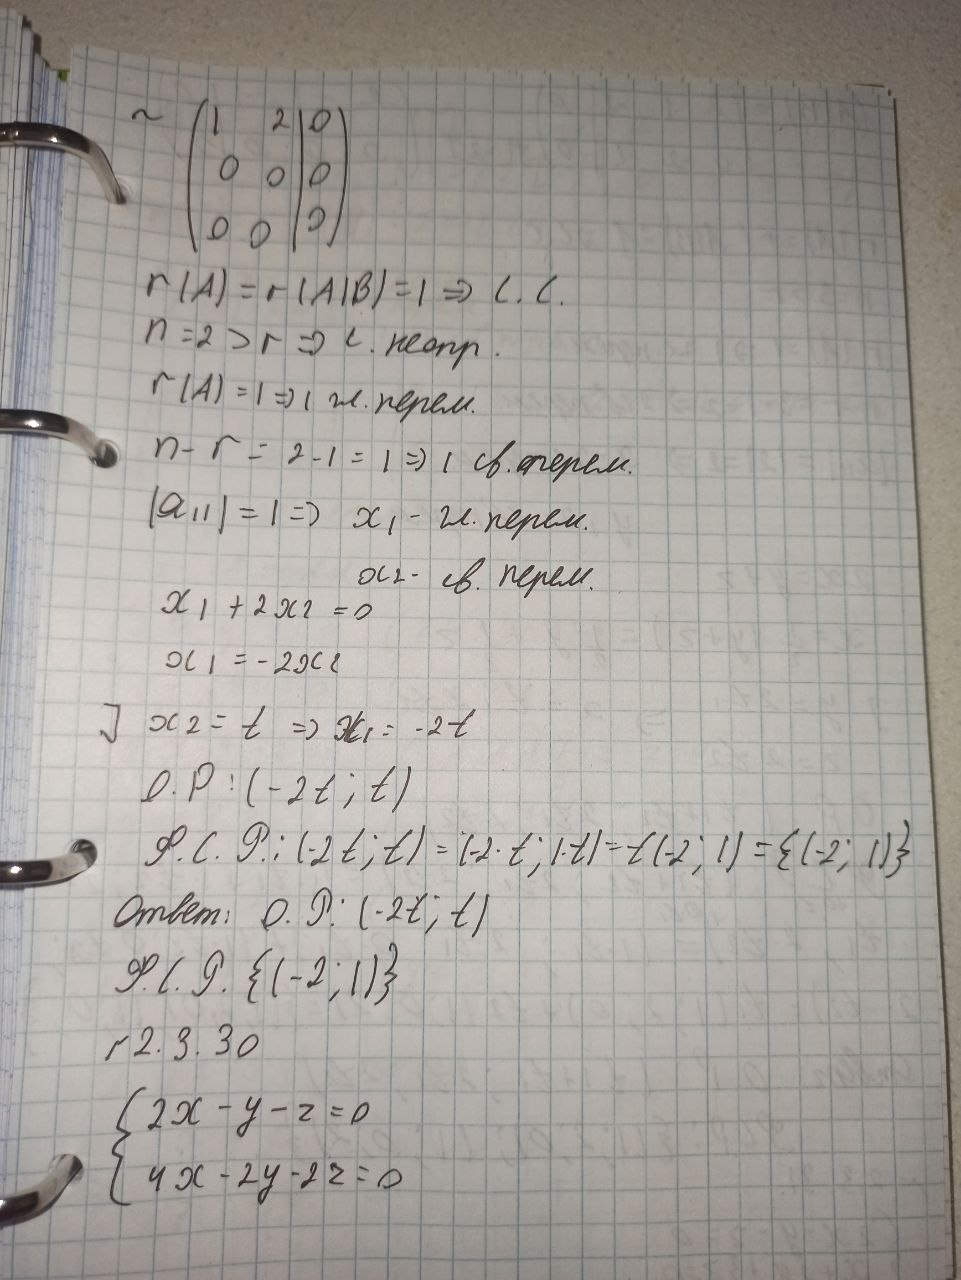 ~ (1 2 | 0
0 0 | 0
0 0 | 0)
r(A) = r(A|B) = 1 => С.С.
n = 2 > r => с. неопр.
r(A) = 1 => 1 гл. перем.
n - r = 2 - 1 = 1 => 1 св. перем.
|a11| = 1 => x1 - гл. перем.
x2 - св. перем.
x1 + 2x2 = 0
x1 = -2x2
] x2 = t => x1 = -2t
О.Р: (-2t; t)
Ф.С.Р.: (-2t; t) = (-2·t; 1·t) = t(-2; 1) = {(-2; 1)}
Ответ: О.Р.: (-2t; t)
Ф.С.Р. {(-2; 1)}
r2.3.30
{ 2x - y - z = 0
4x - 2y - 2z = 0